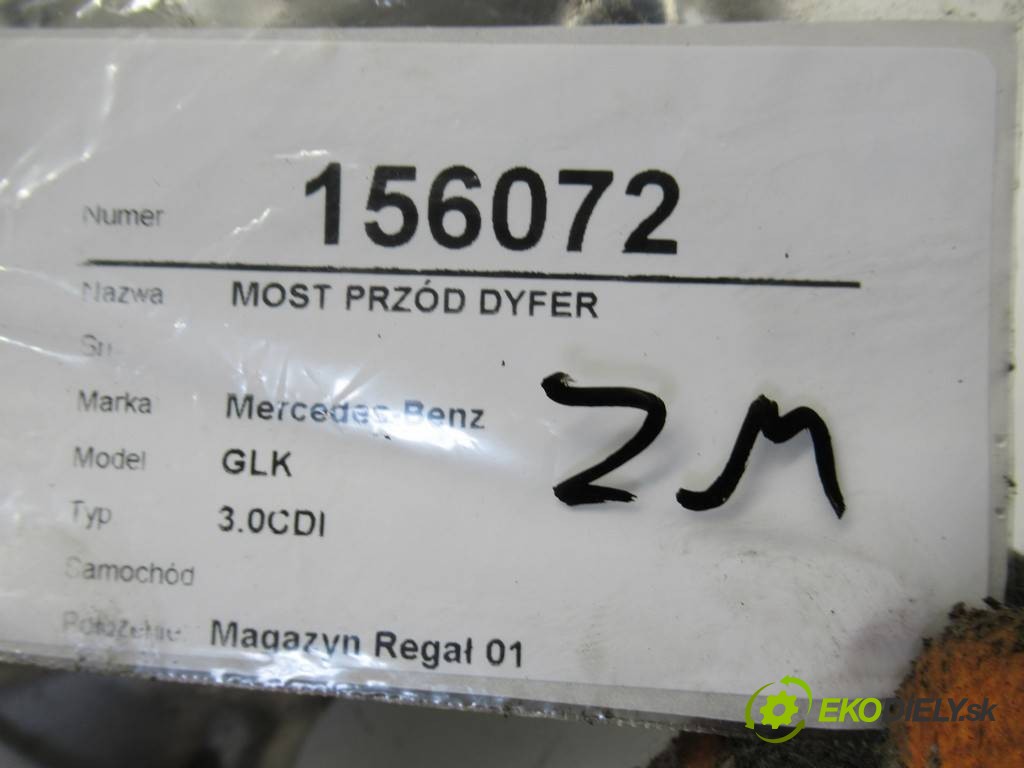 Numer 156072
Nazwa MOST PRZÓD DYFER
Marka Mercedes-Benz
Model GLK
Typ 3.0CDI
Samochód
Położenie Magazyn Regał 01
ZM
EKODIELY.sk